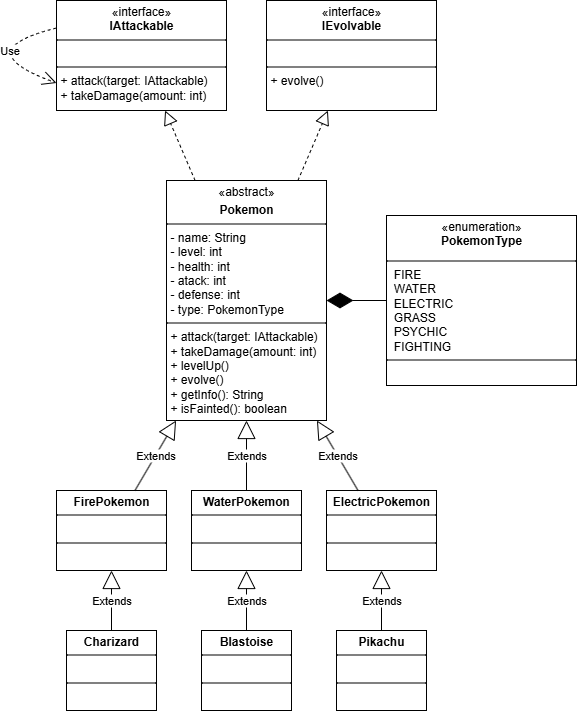 «interface»
IAttackable
+ attack(target: IAttackable)
+ takeDamage(amount: int)
Use
«interface»
IEvolvable
+ evolve()
«abstract»
Pokemon
- name: String
- level: int
- health: int
- atack: int
- defense: int
- type: PokemonType
+ attack(target: IAttackable)
+ takeDamage(amount: int)
+ levelUp()
+ evolve()
+ getInfo(): String
+ isFainted(): boolean
«enumeration»
PokemonType
FIRE
WATER
ELECTRIC
GRASS
PSYCHIC
FIGHTING
Extends
Extends
Extends
FirePokemon
WaterPokemon
ElectricPokemon
Extends
Extends
Extends
Charizard
Blastoise
Pikachu